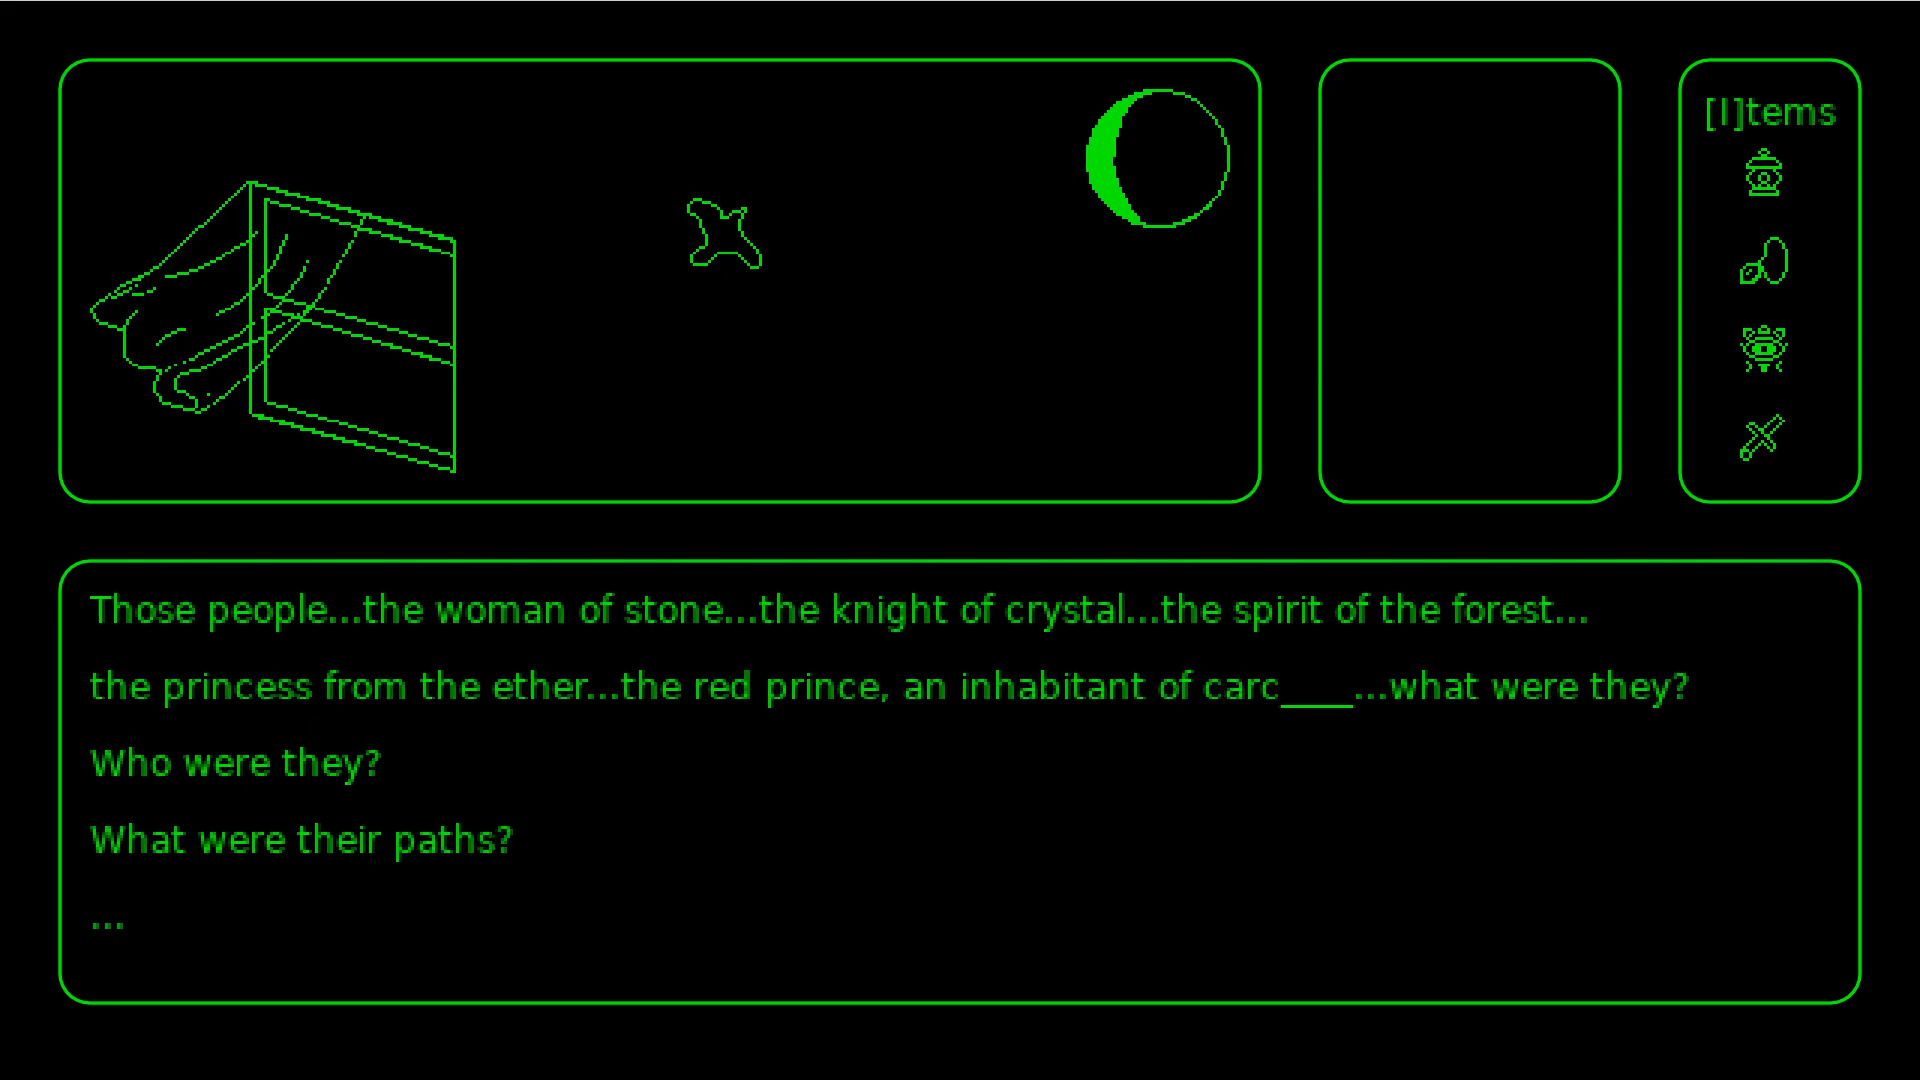 [I]tems
Those people...the woman of stone...the knight of crystal...the spirit of the forest...
the princess from the ether...the red prince, an inhabitant of carc____...what were they?
Who were they?
What were their paths?
...